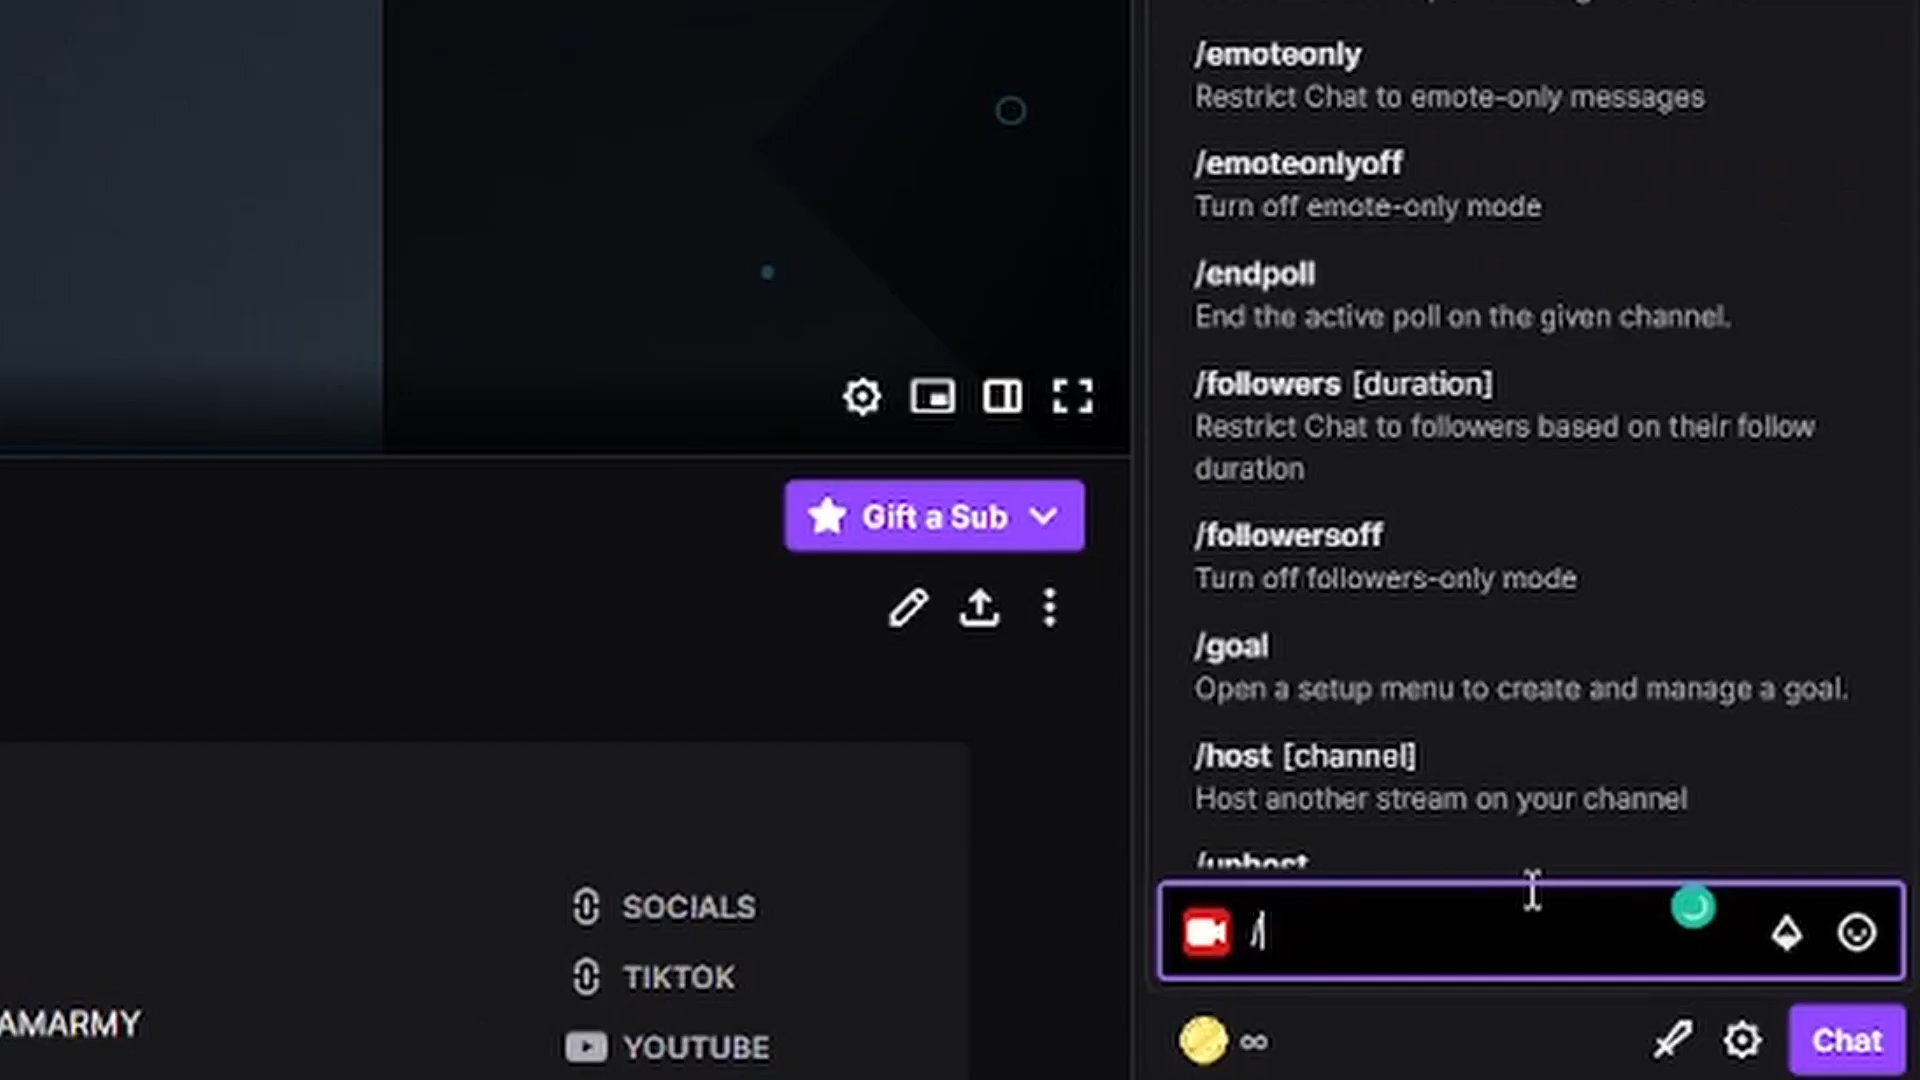 /emoteonly
Restrict Chat to emote-only messages
/emoteonlyoff
Turn off emote-only mode
/endpoll
End the active poll on the given channel.
/followers [duration]
Restrict Chat to followers based on their follow
duration
/followersoff
Turn off followers-only mode
/goal
Open a setup menu to create and manage a goal.
/host [channel]
Host another stream on your channel
/unhost
/
Chat
Gift a Sub
SOCIALS
TIKTOK
YOUTUBE
AMARMY